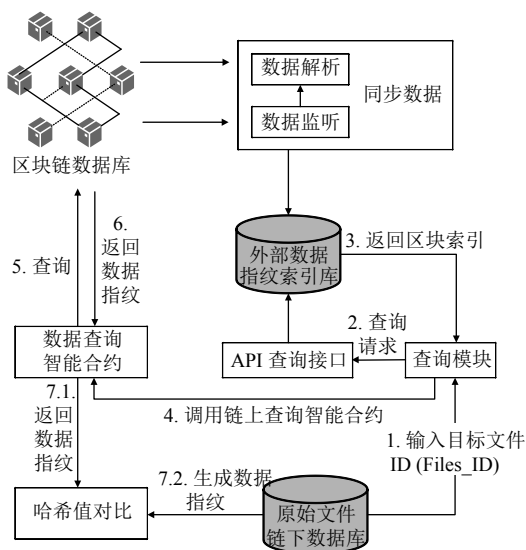 数据解析
同步数据
数据监听
区块链数据库
6.
返回
数据
指纹
5. 查询
外部数据
指纹索引库
3. 返回区块索引
2. 查询
请求
数据查询
智能合约
API 查询接口
查询模块
7.1.
返回
数据
指纹
4. 调用链上查询智能合约
1. 输入目标文件
ID (Files_ID)
7.2. 生成数据
指纹
哈希值对比
原始文件
链下数据库